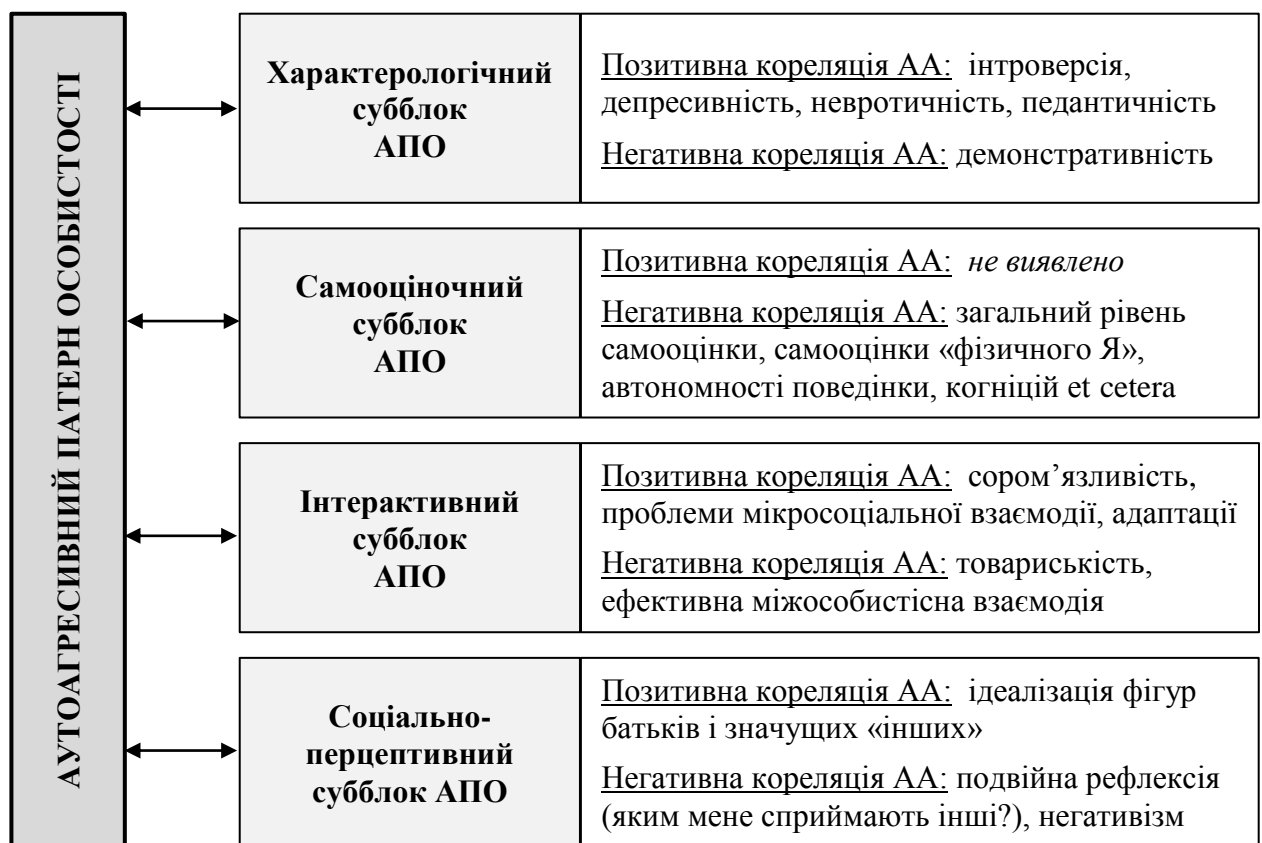 АУТОАГРЕСИВНИЙ ПАТЕРН ОСОБИСТОСТІ
Характерологічний
субблок
АПО
Позитивна кореляція АА: інтроверсія,
депресивність, невротичність, педантичність
Негативна кореляція АА: демонстративність
Самооціночний
субблок
АПО
Позитивна кореляція АА: не виявлено
Негативна кореляція АА: загальний рівень
самооцінки, самооцінки «фізичного Я»,
автономності поведінки, когніцій et cetera
Інтерактивний
субблок
АПО
Позитивна кореляція АА: сором’язливість,
проблеми мікросоціальної взаємодії, адаптації
Негативна кореляція АА: товариськість,
ефективна міжособистісна взаємодія
Соціально-
перцептивний
субблок АПО
Позитивна кореляція АА: ідеалізація фігур
батьків і значущих «інших»
Негативна кореляція АА: подвійна рефлексія
(яким мене сприймають інші?), негативізм